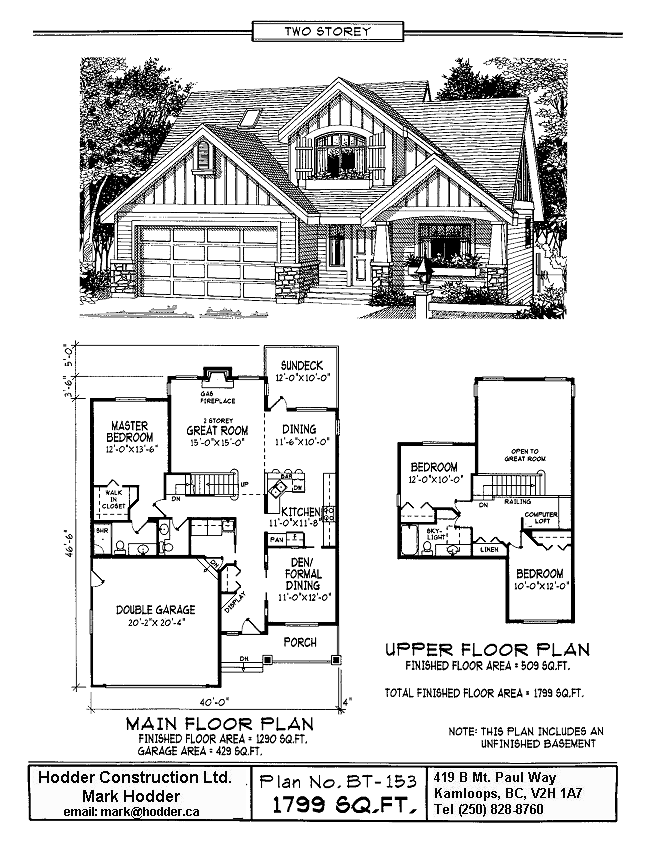 TWO STOREY
5'-0"
3'-6"
46'-6"
SUNDECK
12'-0"X10'-0"
GAS
FIREPLACE
2 STOREY
GREAT ROOM
15'-0"X15'-0"
DINING
11'-6"X10'-0"
MASTER
BEDROOM
12'-0"X13'-6"
WALK
IN
CLOSET
DN
UP
BAR
DW
KITCHEN
11'-0"X11'-8"
PAN
SHR
DEN/
FORMAL
DINING
11'-0"X12'-0"
DISPLAY
DOUBLE GARAGE
20'-2"X20'-4"
PORCH
DN
40'-0"
4"
MAIN FLOOR PLAN
FINISHED FLOOR AREA = 1290 SQ.FT.
GARAGE AREA = 429 SQ.FT.
OPEN TO
GREAT ROOM
BEDROOM
12'-0"X10'-0"
DN
RAILING
COMPUTER
LOFT
SKY-
LIGHT
LINEN
BEDROOM
10'-0"X12'-0"
UPPER FLOOR PLAN
FINISHED FLOOR AREA = 509 SQ.FT.
TOTAL FINISHED FLOOR AREA = 1799 SQ.FT.
NOTE: THIS PLAN INCLUDES AN
UNFINISHED BASEMENT
Hodder Construction Ltd.
Mark Hodder
email: mark@hodder.ca
Plan No. BT-153
1799 SQ.FT.
419 B Mt. Paul Way
Kamloops, BC, V2H 1A7
Tel (250) 828-8760